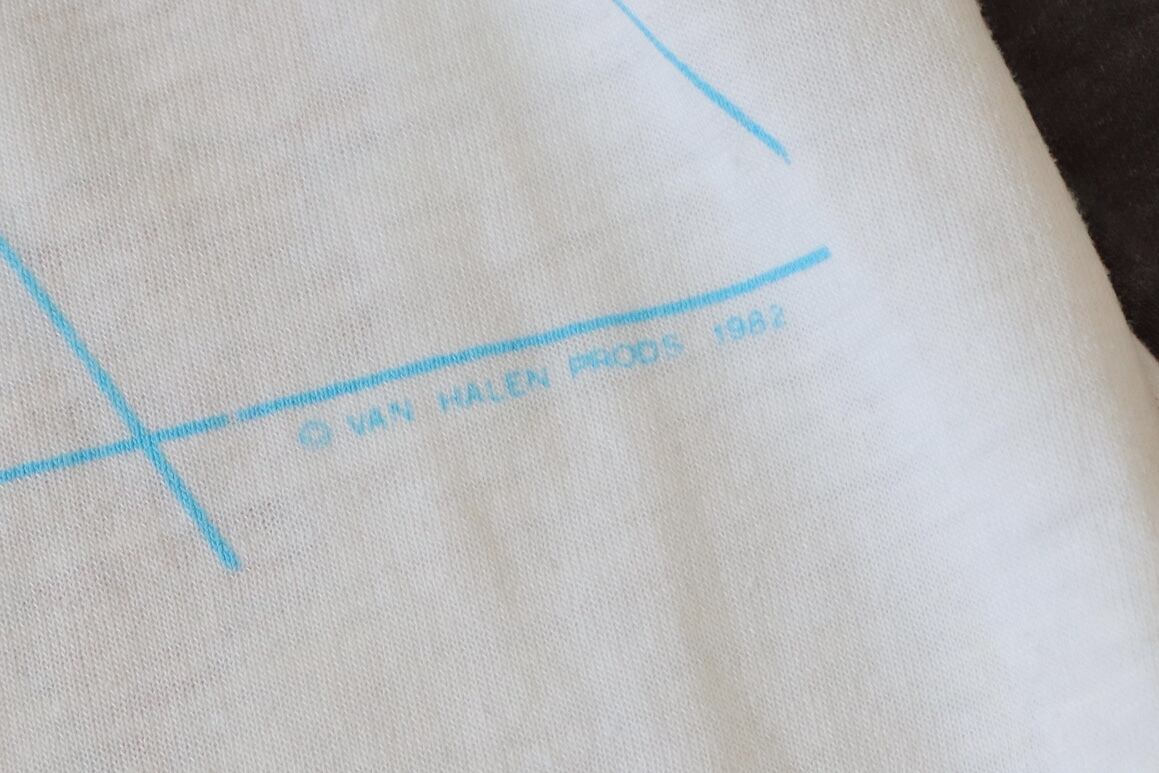 © VAN HALEN PRODS 1982